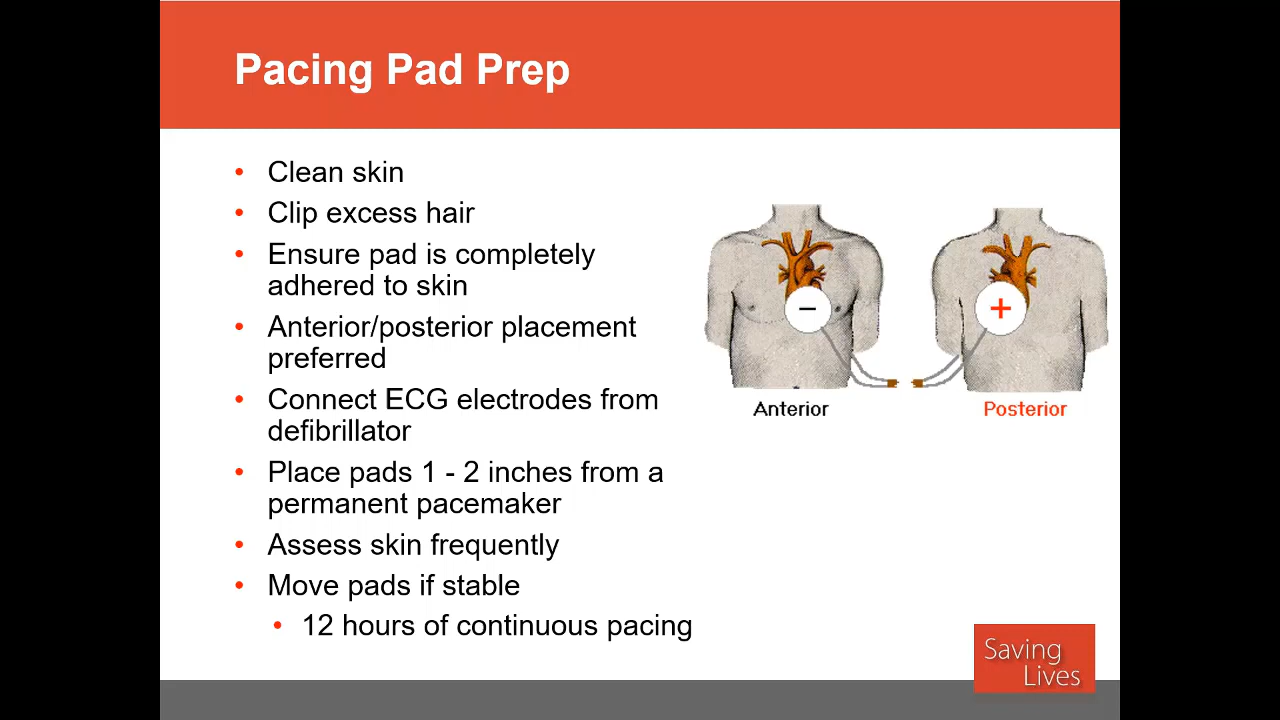 Pacing Pad Prep
• Clean skin
• Clip excess hair
• Ensure pad is completely
adhered to skin
• Anterior/posterior placement
preferred
• Connect ECG electrodes from
defibrillator
• Place pads 1 - 2 inches from a
permanent pacemaker
• Assess skin frequently
• Move pads if stable
• 12 hours of continuous pacing
−
+
Anterior
Posterior
Saving
Lives